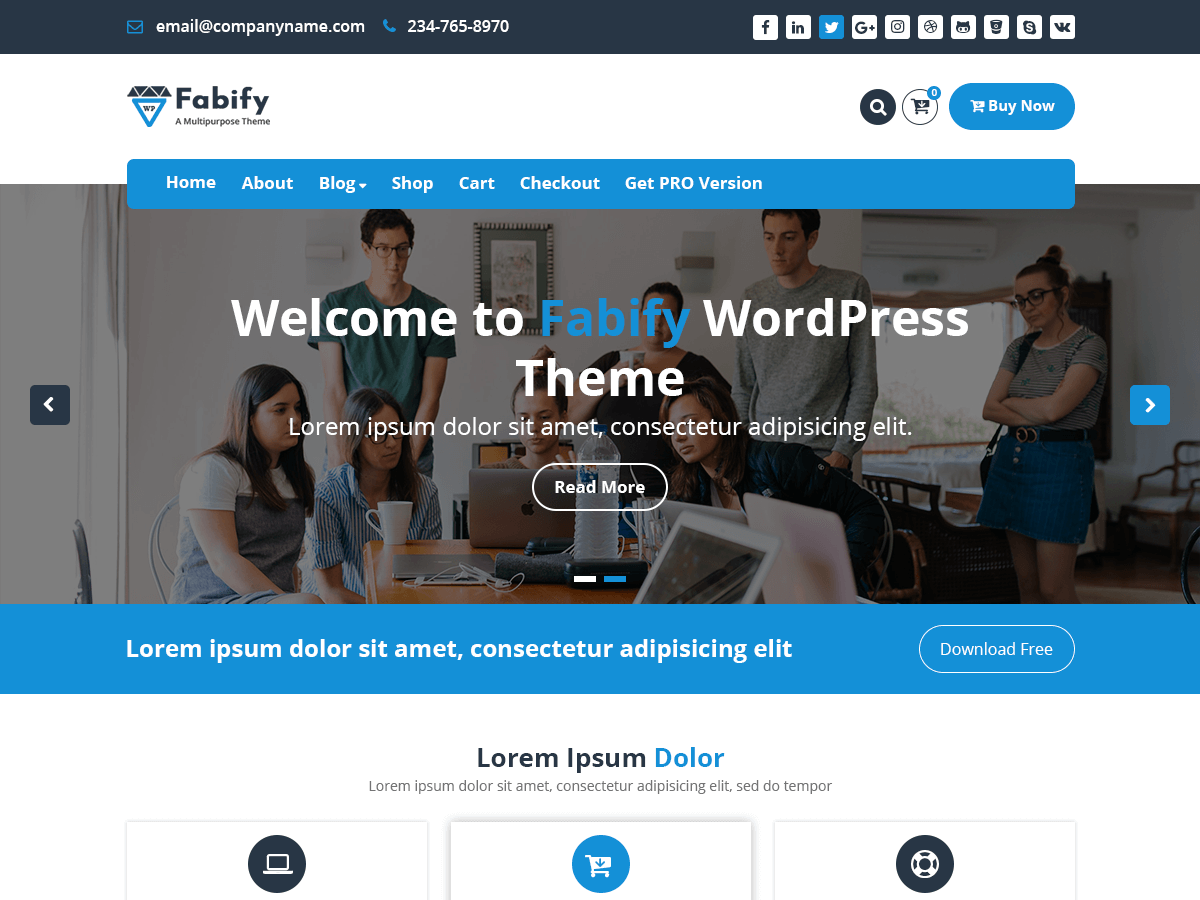 email@companyname.com 234-765-8970
WP
Fabify
A Multipurpose Theme
0
Buy Now
Home About Blog Shop Cart Checkout Get PRO Version
Welcome to Fabify WordPress
Theme
Lorem ipsum dolor sit amet, consectetur adipisicing elit.
Read More
Lorem ipsum dolor sit amet, consectetur adipisicing elit
Download Free
Lorem Ipsum Dolor
Lorem ipsum dolor sit amet, consectetur adipisicing elit, sed do tempor